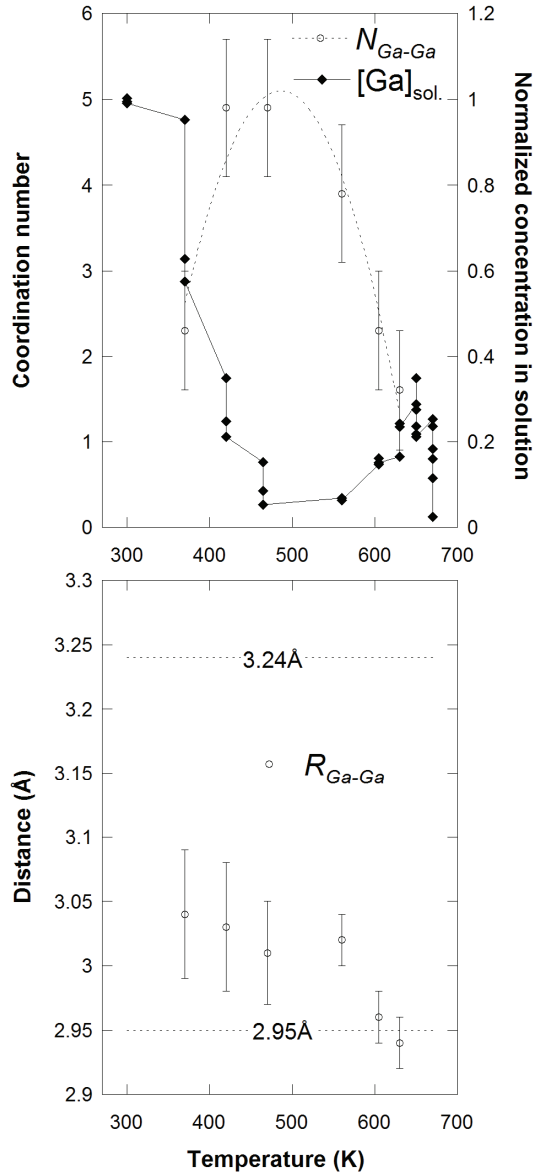 6
5
4
3
2
1
0
Coordination number
N Ga-Ga
[Ga]sol.
1.2
1
0.8
0.6
0.4
0.2
0
Normalized concentration in solution
300 400 500 600 700
3.3
3.25
3.2
3.15
3.1
3.05
3
2.95
2.9
Distance (Å)
3.24Å
R Ga-Ga
2.95Å
300 400 500 600 700
Temperature (K)